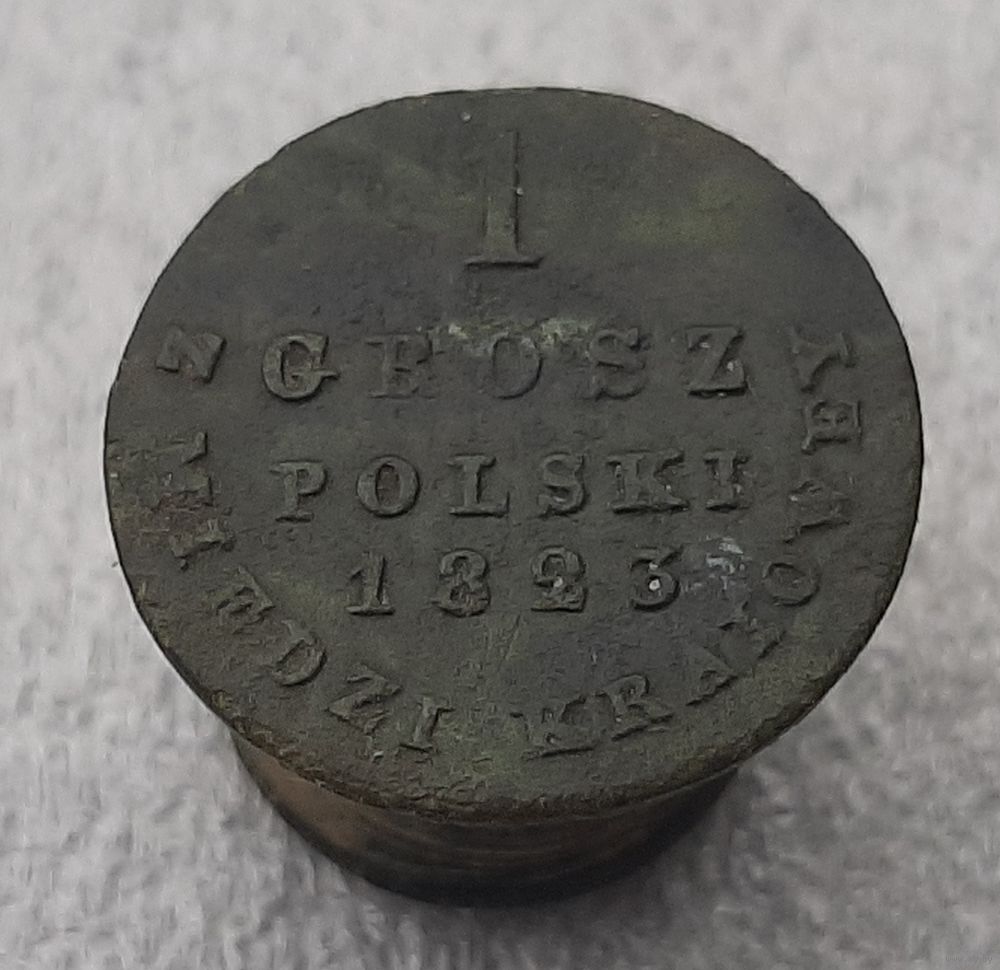 1
GROSZ
POLSKI
1823
Z MIEDZI KRAIOWEY